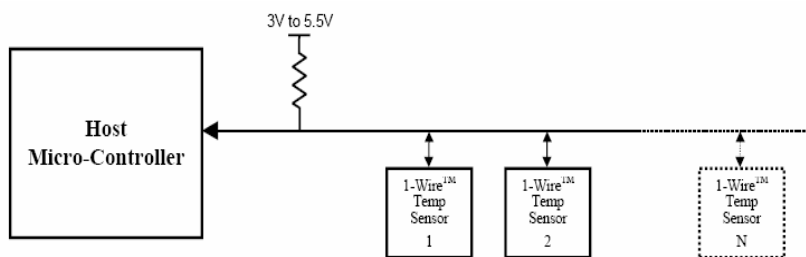 3V to 5.5V
Host
Micro-Controller
1-Wire™
Temp
Sensor
1
1-Wire™
Temp
Sensor
2
1-Wire™
Temp
Sensor
N